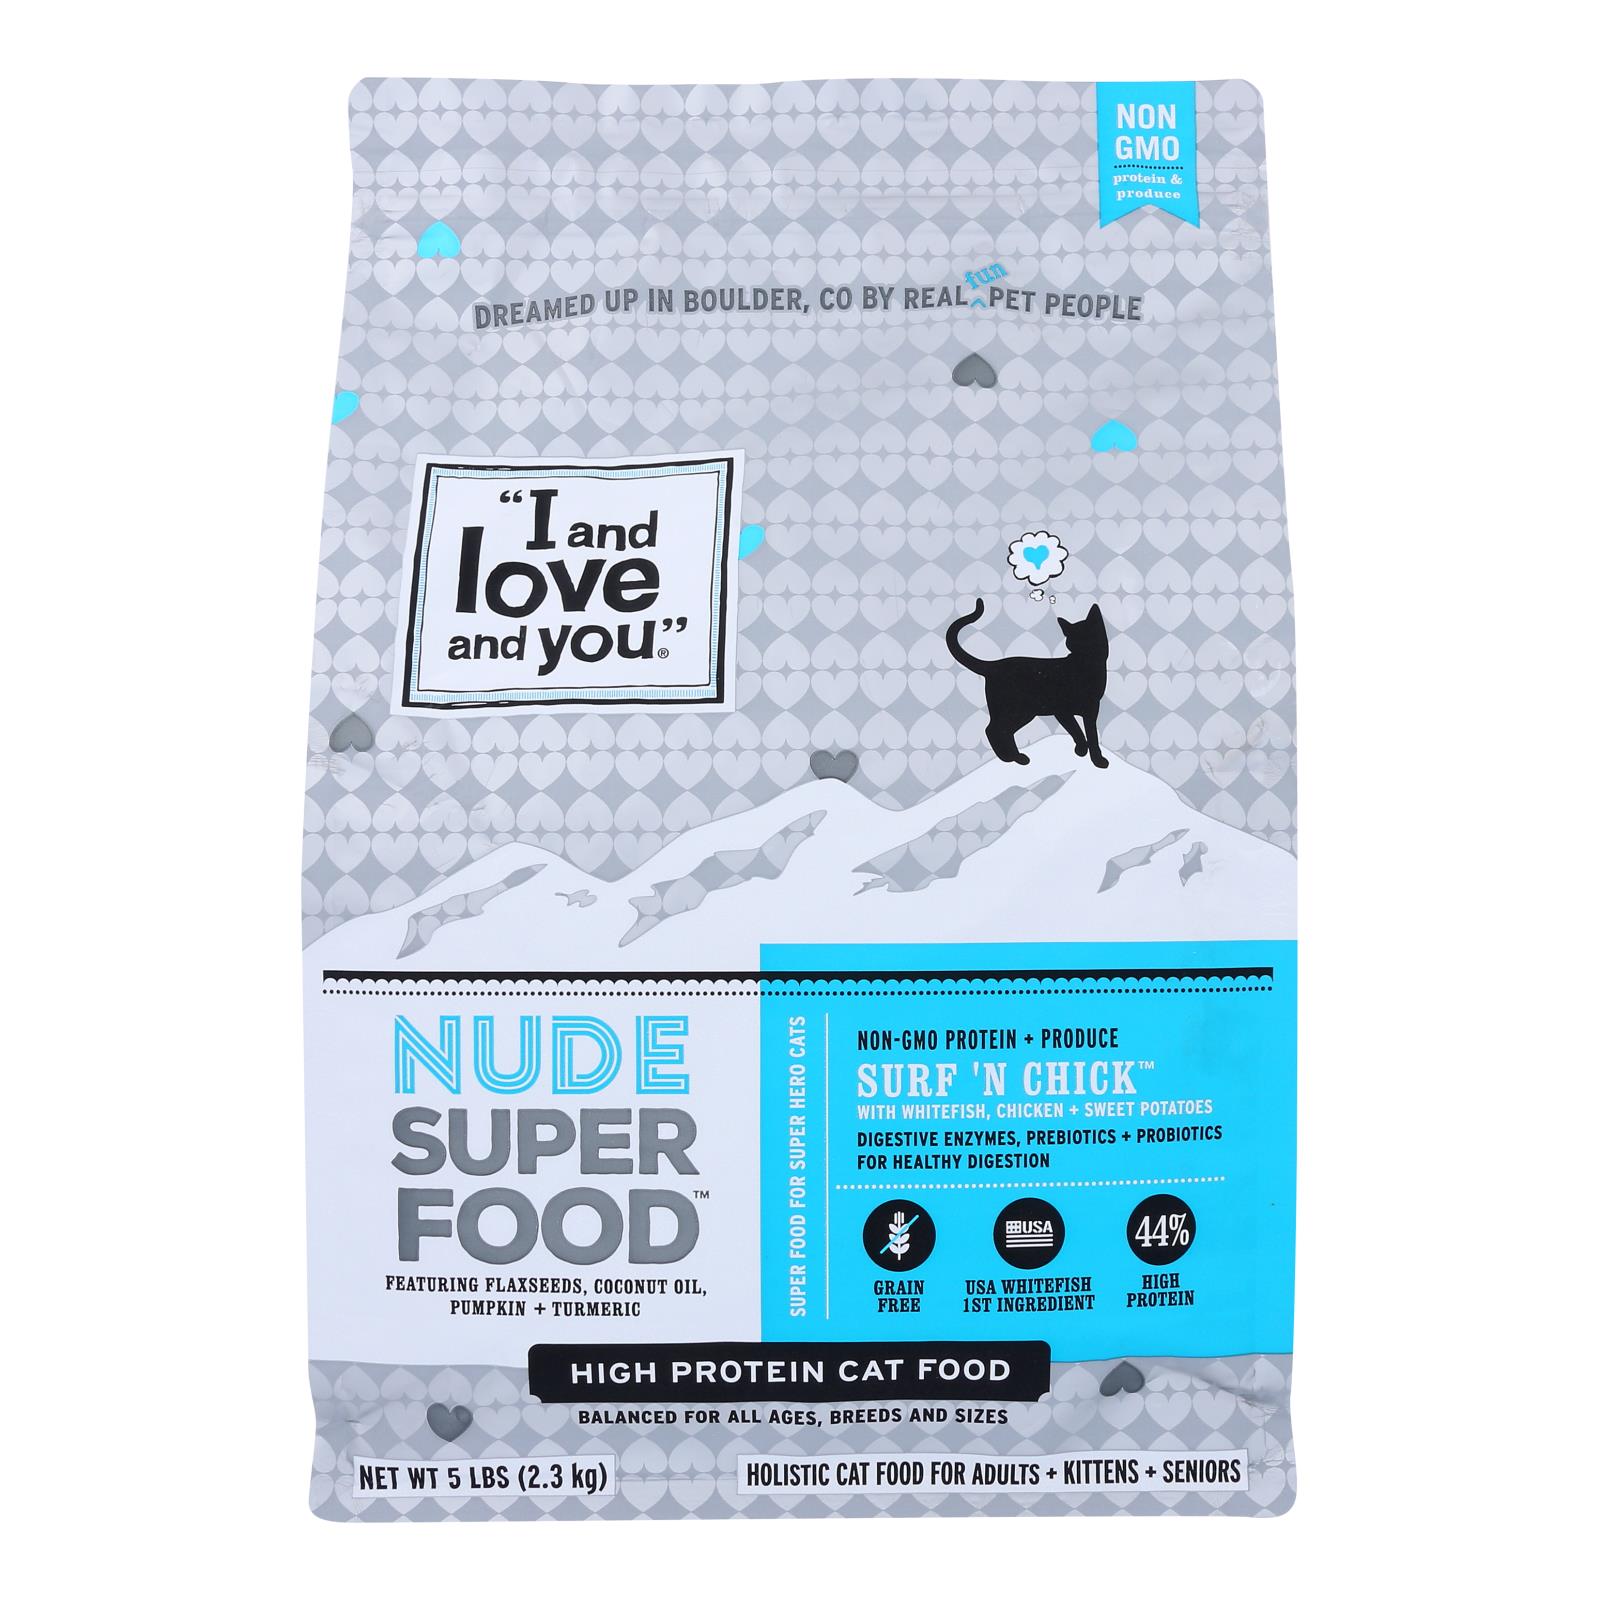 NON
GMO
protein &
produce
fun
DREAMED UP IN BOULDER, CO BY REAL ^ PET PEOPLE
“I and
love
and you”®
NUDE
SUPER
FOOD™
FEATURING FLAXSEEDS, COCONUT OIL,
PUMPKIN + TURMERIC
SUPER FOOD FOR SUPER HERO CATS
NON-GMO PROTEIN + PRODUCE
SURF 'N CHICK™
WITH WHITEFISH, CHICKEN + SWEET POTATOES
DIGESTIVE ENZYMES, PREBIOTICS + PROBIOTICS
FOR HEALTHY DIGESTION
GRAIN
FREE
USA
USA WHITEFISH
1ST INGREDIENT
44%
HIGH
PROTEIN
HIGH PROTEIN CAT FOOD
BALANCED FOR ALL AGES, BREEDS AND SIZES
NET WT 5 LBS (2.3 kg)
HOLISTIC CAT FOOD FOR ADULTS + KITTENS + SENIORS